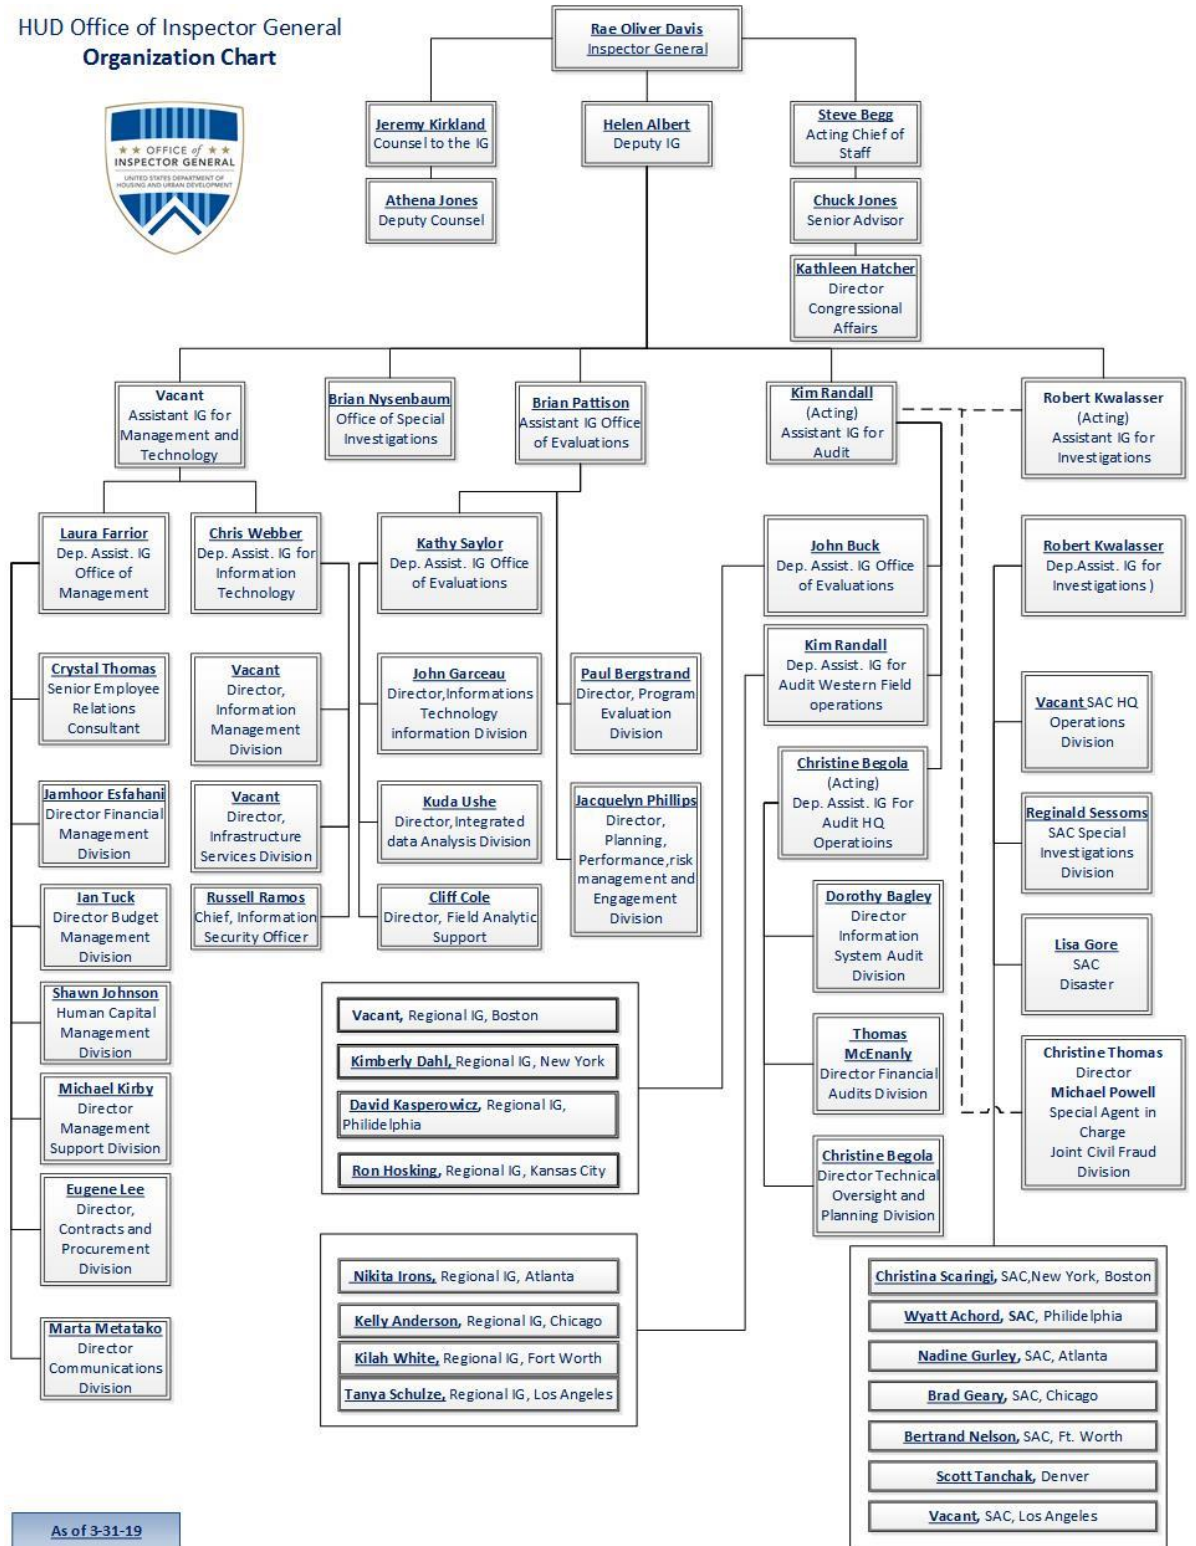 HUD Office of Inspector General
Organization Chart
★ ★ OFFICE of ★ ★
INSPECTOR GENERAL
UNITED STATES DEPARTMENT OF
HOUSING AND URBAN DEVELOPMENT
Rae Oliver Davis
Inspector General
Jeremy Kirkland
Counsel to the IG
Athena Jones
Deputy Counsel
Helen Albert
Deputy IG
Steve Begg
Acting Chief of
Staff
Chuck Jones
Senior Advisor
Kathleen Hatcher
Director
Congressional
Affairs
Vacant
Assistant IG for
Management and
Technology
Brian Nysenbaum
Office of Special
Investigations
Brian Pattison
Assistant IG Office
of Evaluations
Kim Randall
(Acting)
Assistant IG for
Audit
Robert Kwalasser
(Acting)
Assistant IG for
Investigations
Laura Farrior
Dep. Assist. IG
Office of
Management
Chris Webber
Dep. Assist. IG for
Information
Technology
Kathy Saylor
Dep. Assist. IG Office
of Evaluations
John Buck
Dep. Assist. IG Office
of Evaluations
Robert Kwalasser
Dep.Assist. IG for
Investigations )
Crystal Thomas
Senior Employee
Relations
Consultant
Vacant
Director,
Information
Management
Division
John Garceau
Director,Informations
Technology
information Division
Paul Bergstrand
Director, Program
Evaluation
Division
Kim Randall
Dep. Assist. IG for
Audit Western Field
operations
Vacant SAC HQ
Operations
Division
Jamhoor Esfahani
Director Financial
Management
Division
Vacant
Director,
Infrastructure
Services Division
Kuda Ushe
Director,Integrated
data Analysis Division
Jacquelyn Phillips
Director,
Planning,
Performance,risk
management and
Engagement
Division
Christine Begola
(Acting)
Dep. Assist. IG For
Audit HQ
Operatioins
Reginald Sessoms
SAC Special
Investigations
Division
Ian Tuck
Director Budget
Management
Division
Russell Ramos
Chief, Information
Security Officer
Cliff Cole
Director, Field Analytic
Support
Dorothy Bagley
Director
Information
System Audit
Division
Lisa Gore
SAC
Disaster
Shawn Johnson
Human Capital
Management
Division
Vacant, Regional IG, Boston
Kimberly Dahl, Regional IG, New York
David Kasperowicz, Regional IG,
Philidelphia
Ron Hosking, Regional IG, Kansas City
Thomas
McEnanly
Director Financial
Audits Division
Christine Thomas
Director
Michael Powell
Special Agent in
Charge
Joint Civil Fraud
Division
Michael Kirby
Director
Management
Support Division
Christine Begola
Director Technical
Oversight and
Planning Division
Eugene Lee
Director,
Contracts and
Procurement
Division
Nikita Irons, Regional IG, Atlanta
Kelly Anderson, Regional IG, Chicago
Kilah White, Regional IG, Fort Worth
Tanya Schulze, Regional IG, Los Angeles
Christina Scaringi, SAC,New York, Boston
Wyatt Achord, SAC, Philidelphia
Nadine Gurley, SAC, Atlanta
Brad Geary, SAC, Chicago
Bertrand Nelson, SAC, Ft. Worth
Scott Tanchak, Denver
Vacant, SAC, Los Angeles
Marta Metatako
Director
Communications
Division
As of 3-31-19